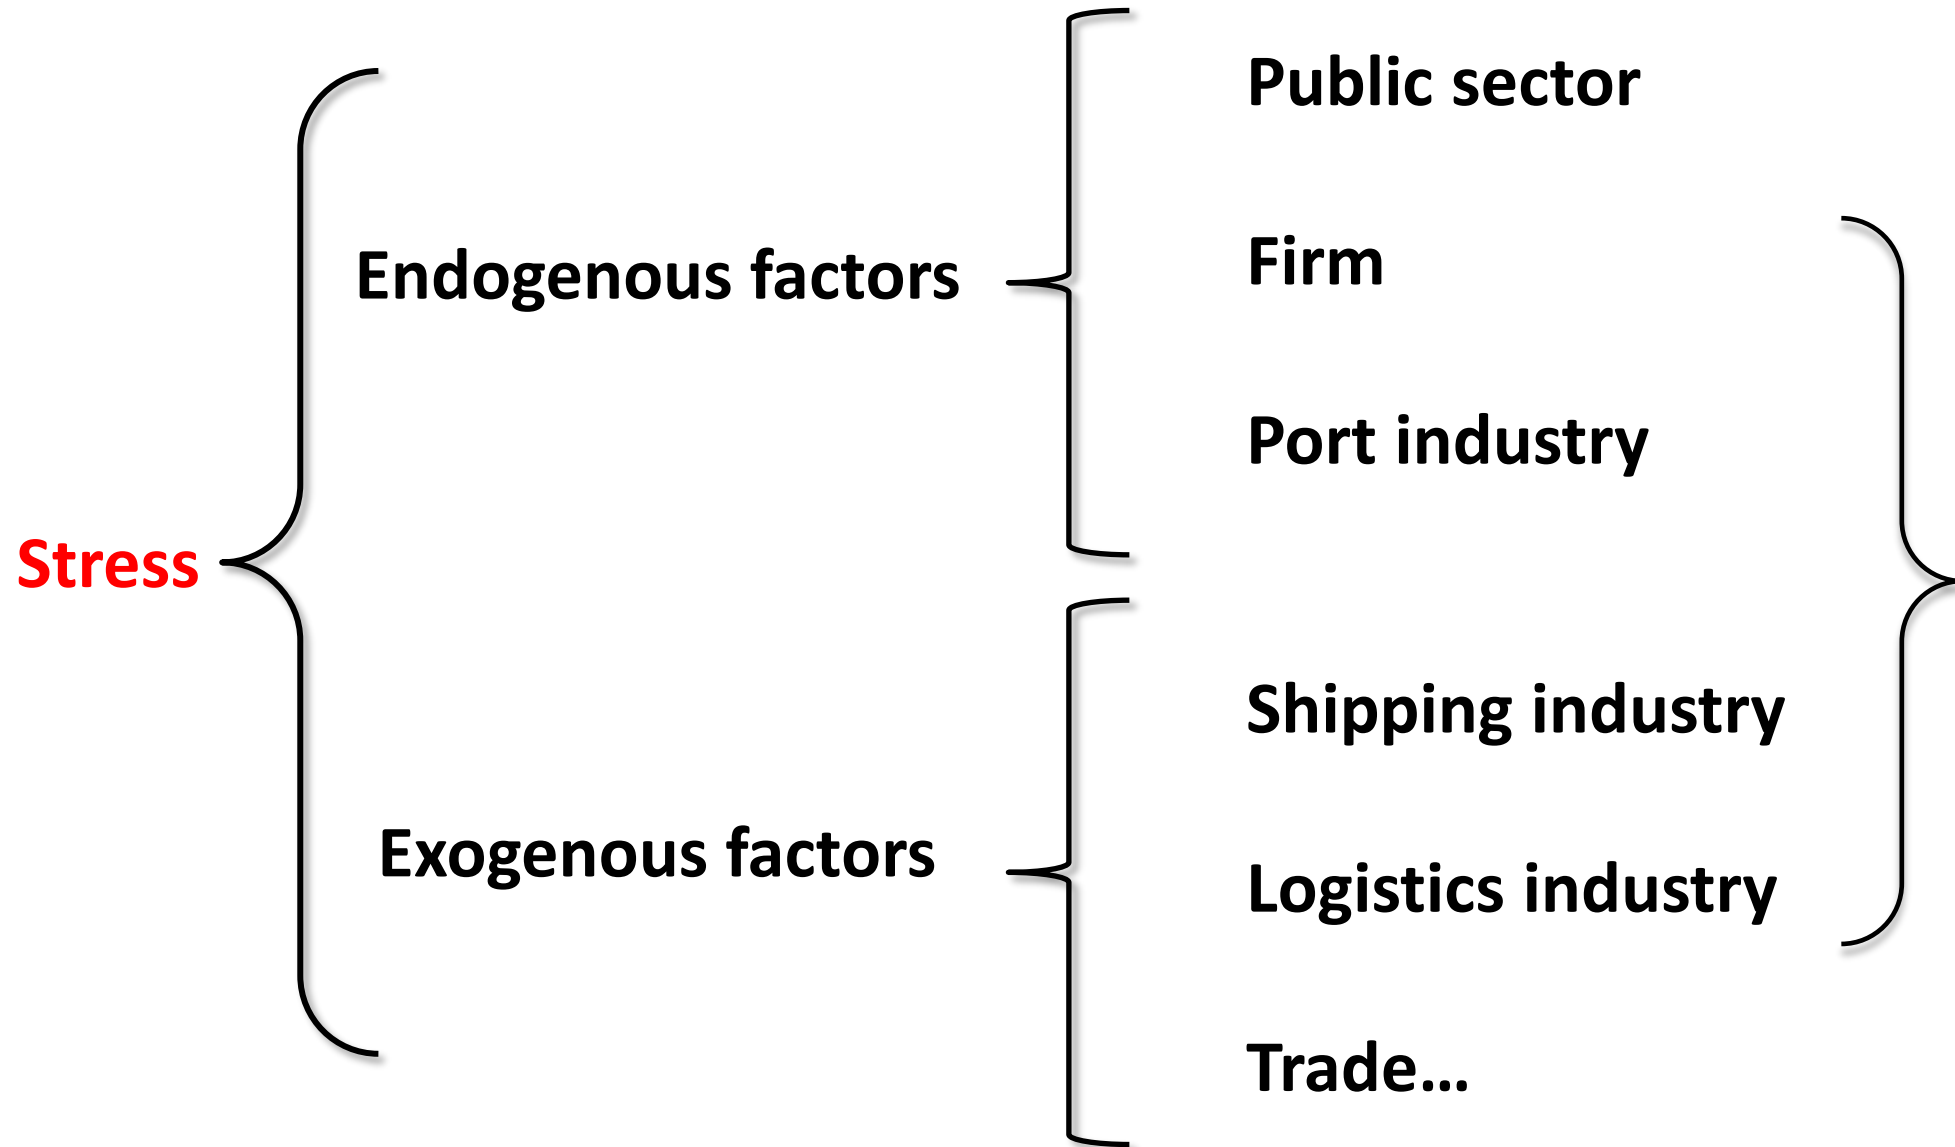 Public sector
Firm
Endogenous factors
Port industry
Stress
Shipping industry
Exogenous factors
Logistics industry
Trade…